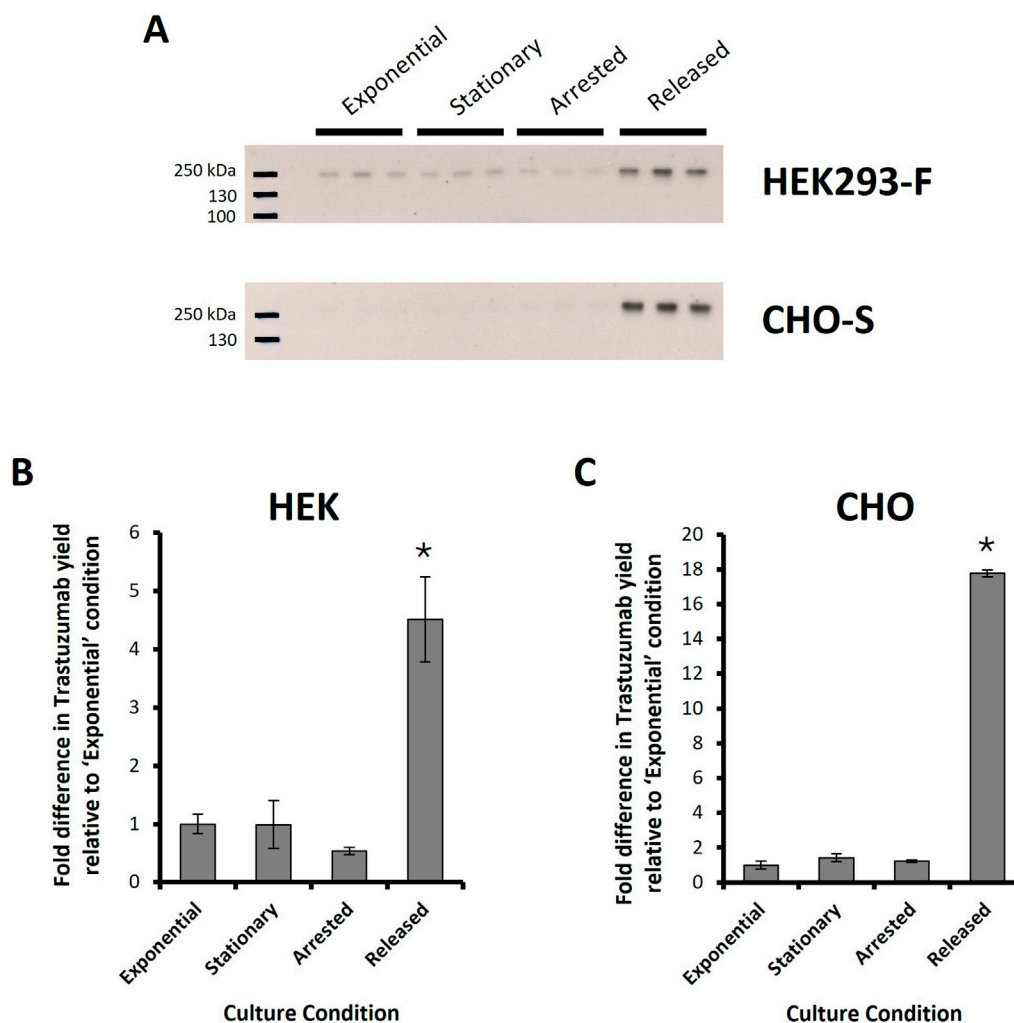 A
Exponential
Stationary
Arrested
Released
250 kDa
130
100
HEK293-F
250 kDa
130
CHO-S
B
HEK
Fold difference in Trastuzumab yield
relative to ‘Exponential’ condition
6
5
4
3
2
1
0
*
Exponential
Stationary
Arrested
Released
Culture Condition
C
CHO
Fold difference in Trastuzumab yield
relative to ‘Exponential’ condition
20
18
16
14
12
10
8
6
4
2
0
*
Exponential
Stationary
Arrested
Released
Culture Condition